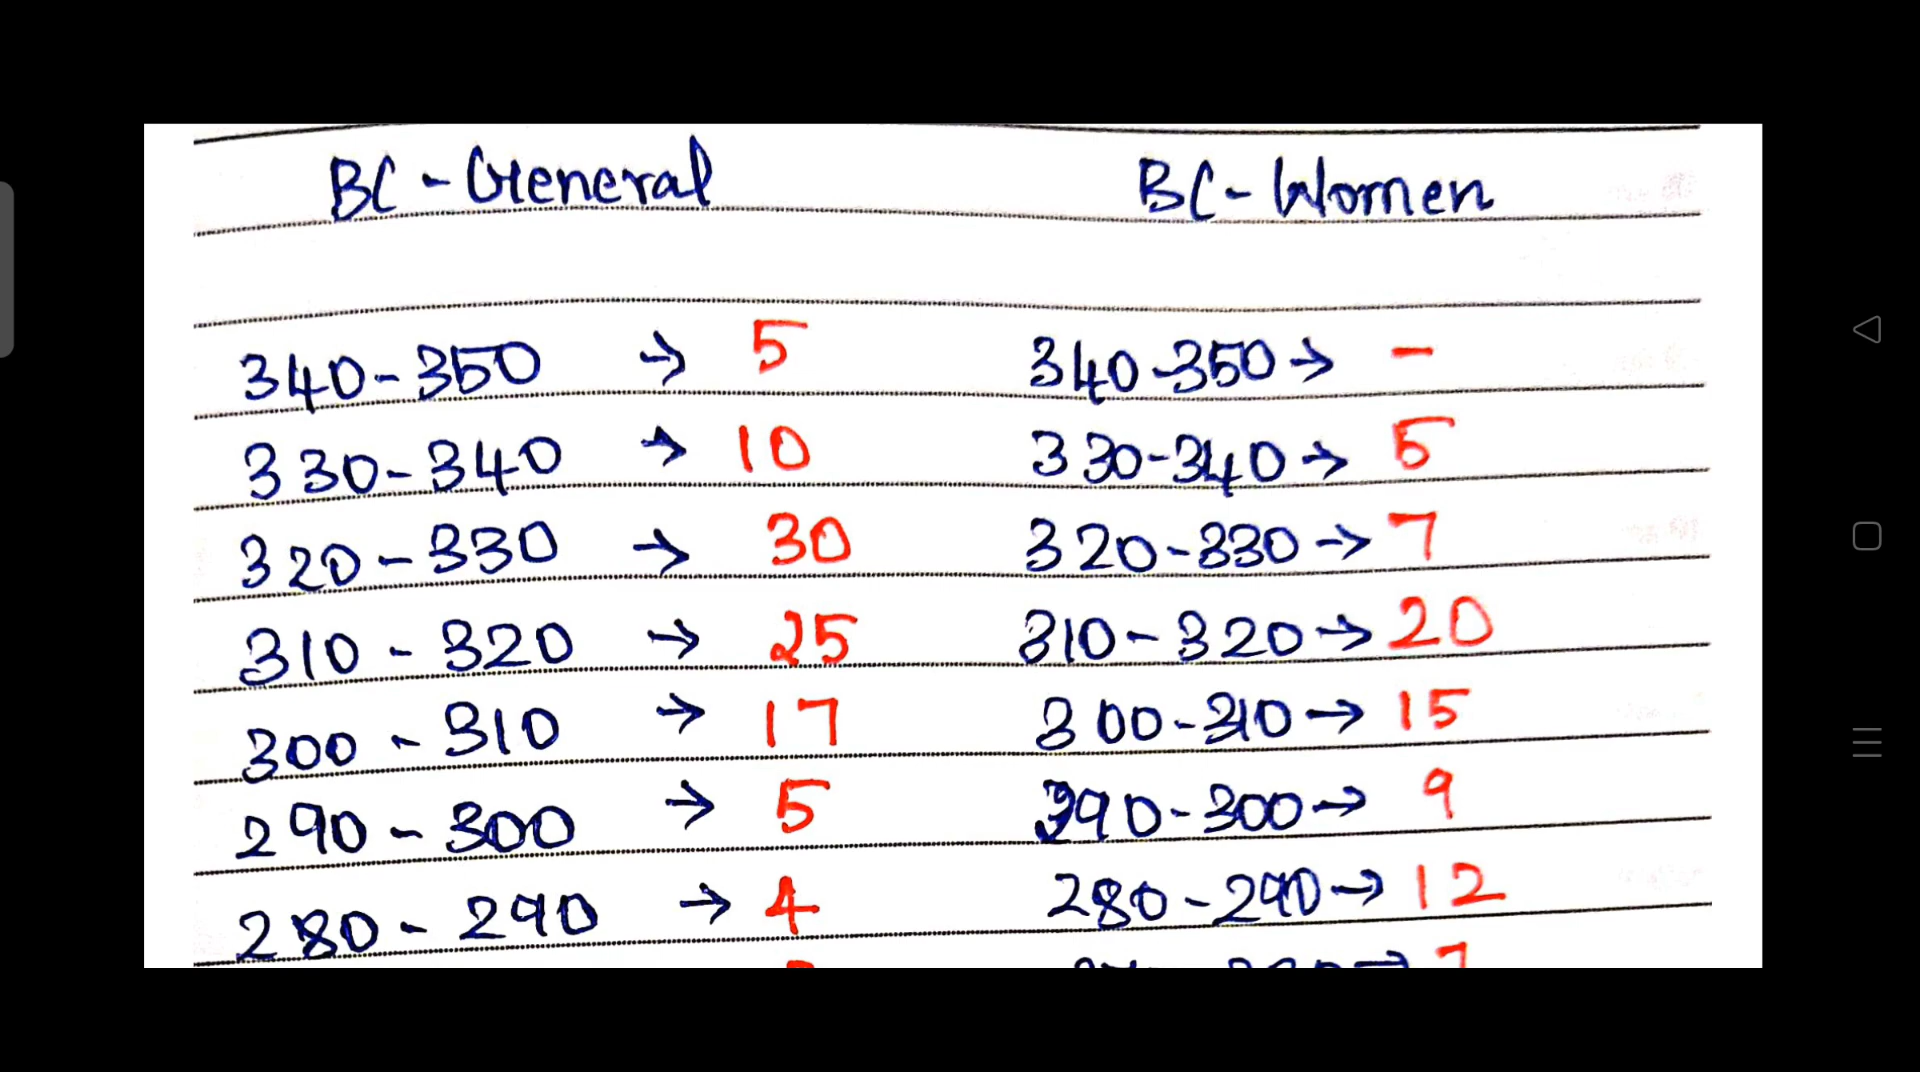 BC - General BC - Women
340-350 → 5 340-350 → -
330-340 → 10 330-340 → 5
320-330 → 30 320-330 → 7
310-320 → 25 310-320 → 20
300-310 → 17 300-310 → 15
290-300 → 5 290-300 → 9
280-290 → 4 280-290 → 12